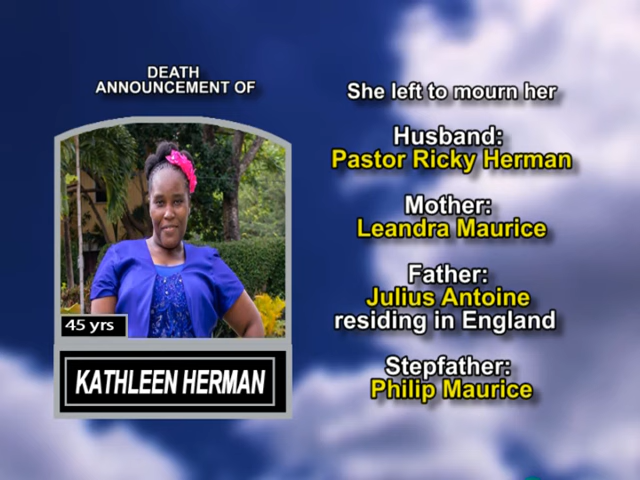 DEATH
ANNOUNCEMENT OF
45 yrs
KATHLEEN HERMAN
She left to mourn her
Husband:
Pastor Ricky Herman
Mother:
Leandra Maurice
Father:
Julius Antoine
residing in England
Stepfather:
Philip Maurice